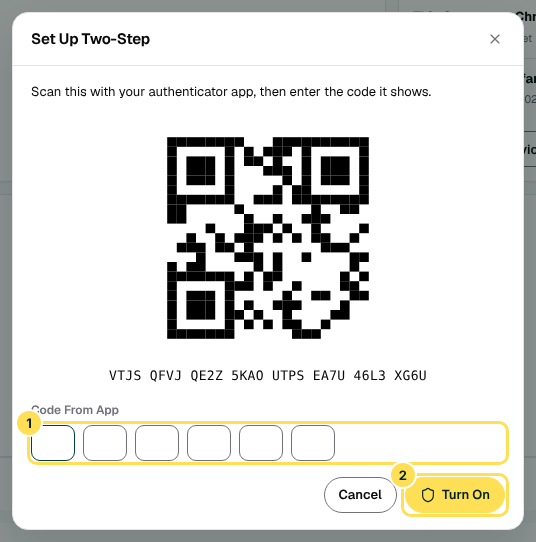 Set Up Two-Step
Scan this with your authenticator app, then enter the code it shows.
VTJS QFVJ QE2Z 5KAO UTPS EA7U 46L3 XG6U
Code From App
1
2
Cancel
Turn On